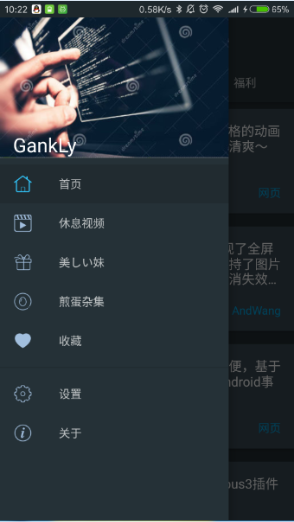 10:22
0.58K/s
65%
GankLy
首页
休息视频
美しい妹
煎蛋杂集
收藏
设置
关于
福利
格的动画
清爽～
网页
现了全屏
持了图片
消失效...
AndWang
便，基于
ndroid事
网页
ous3插件